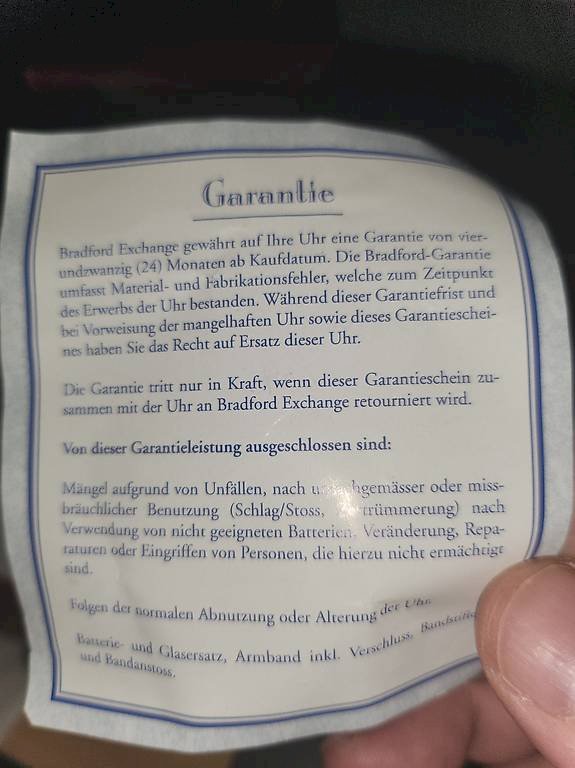 Garantie
Bradford Exchange gewährt auf Ihre Uhr eine Garantie von vier-
undzwanzig (24) Monaten ab Kaufdatum. Die Bradford-Garantie
umfasst Material- und Fabrikationsfehler, welche zum Zeitpunkt
des Erwerbs der Uhr bestanden. Während dieser Garantiefrist und
bei Vorweisung der mangelhaften Uhr sowie dieses Garantieschei-
nes haben Sie das Recht auf Ersatz dieser Uhr.
Die Garantie tritt nur in Kraft, wenn dieser Garantieschein zu-
sammen mit der Uhr an Bradford Exchange retourniert wird.
Von dieser Garantieleistung ausgeschlossen sind:
Mängel aufgrund von Unfällen, nach oder miss-
bräuchlicher Benutzung (Schlag/Stoss, nach
Verwendung von nicht geeigneten Batterien, Veränderung, Repa-
raturen oder Eingriffen von Personen, die hierzu nicht ermächtigt
sind.
Folgen der normalen Abnutzung oder Alterung der Uhr.
Batterie- und Glasersatz, Armband inkl. Verschluss,
und Bandanstoss.